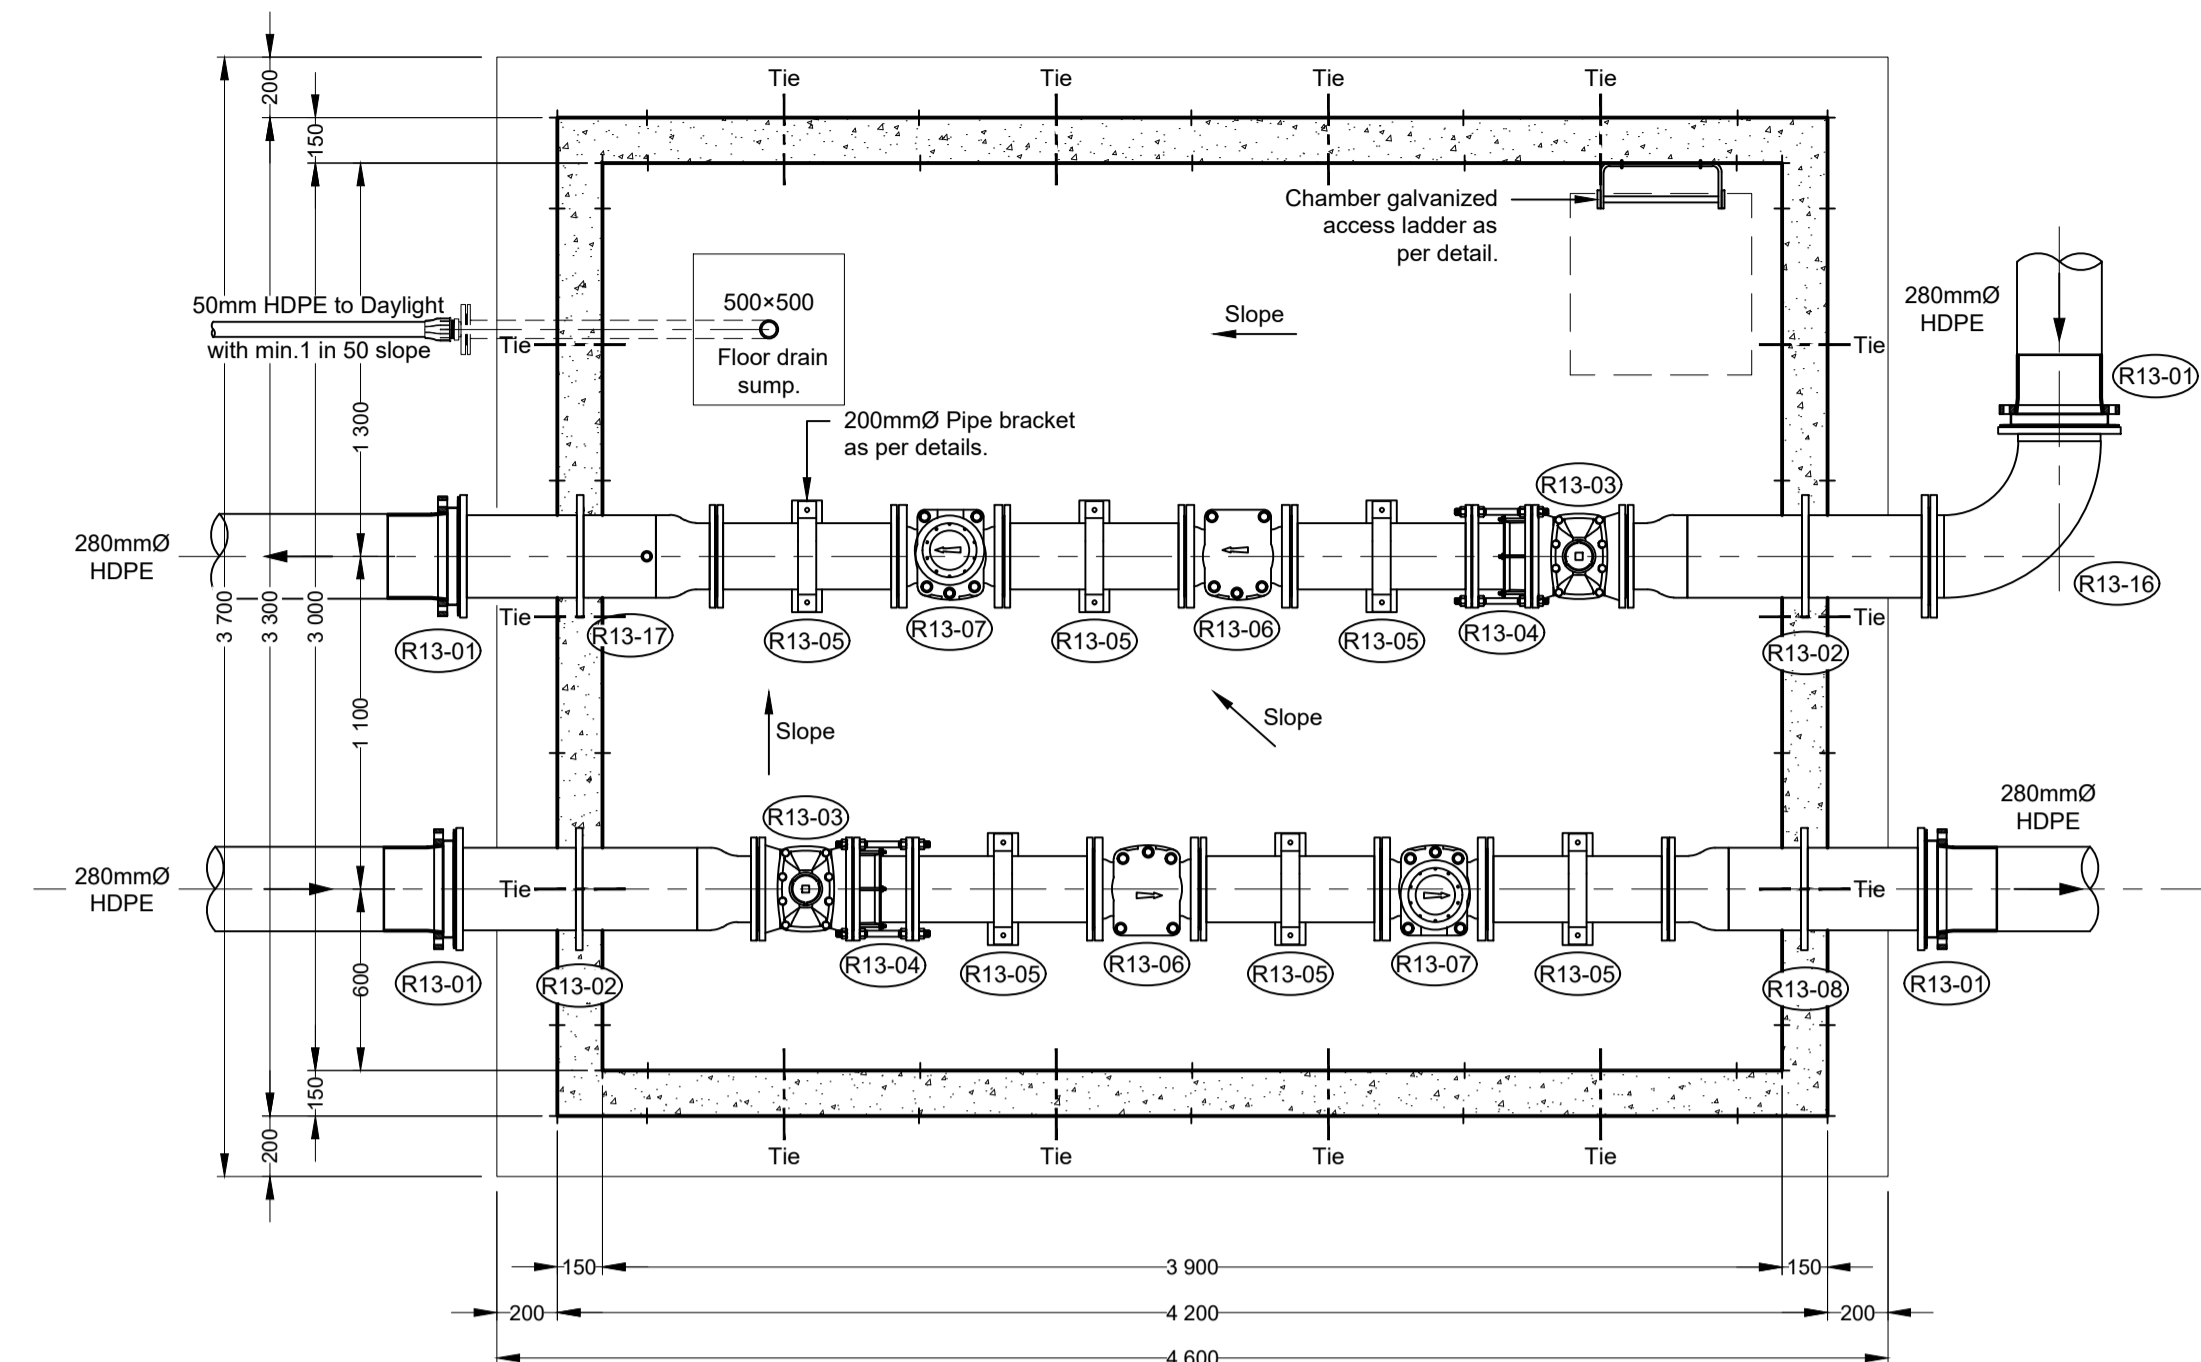 Tie
Tie
Tie
Tie
200
150
Chamber galvanized
access ladder as
per detail.
280mmØ
HDPE
R13-01
50mm HDPE to Daylight
with min.1 in 50 slope
500×500
Floor drain
sump.
Slope
Tie
Tie
200mmØ Pipe bracket
as per details.
1 300
R13-03
280mmØ
HDPE
R13-16
3 700
3 300
3 000
Tie
Tie
R13-01
R13-17
R13-05
R13-07
R13-05
R13-06
R13-05
R13-04
R13-02
1 100
Slope
Slope
280mmØ
HDPE
R13-03
280mmØ
HDPE
Tie
Tie
R13-01
R13-02
R13-04
R13-05
R13-06
R13-05
R13-07
R13-05
R13-08
R13-01
600
150
200
Tie
Tie
Tie
Tie
150
3 900
150
200
4 200
200
4 600